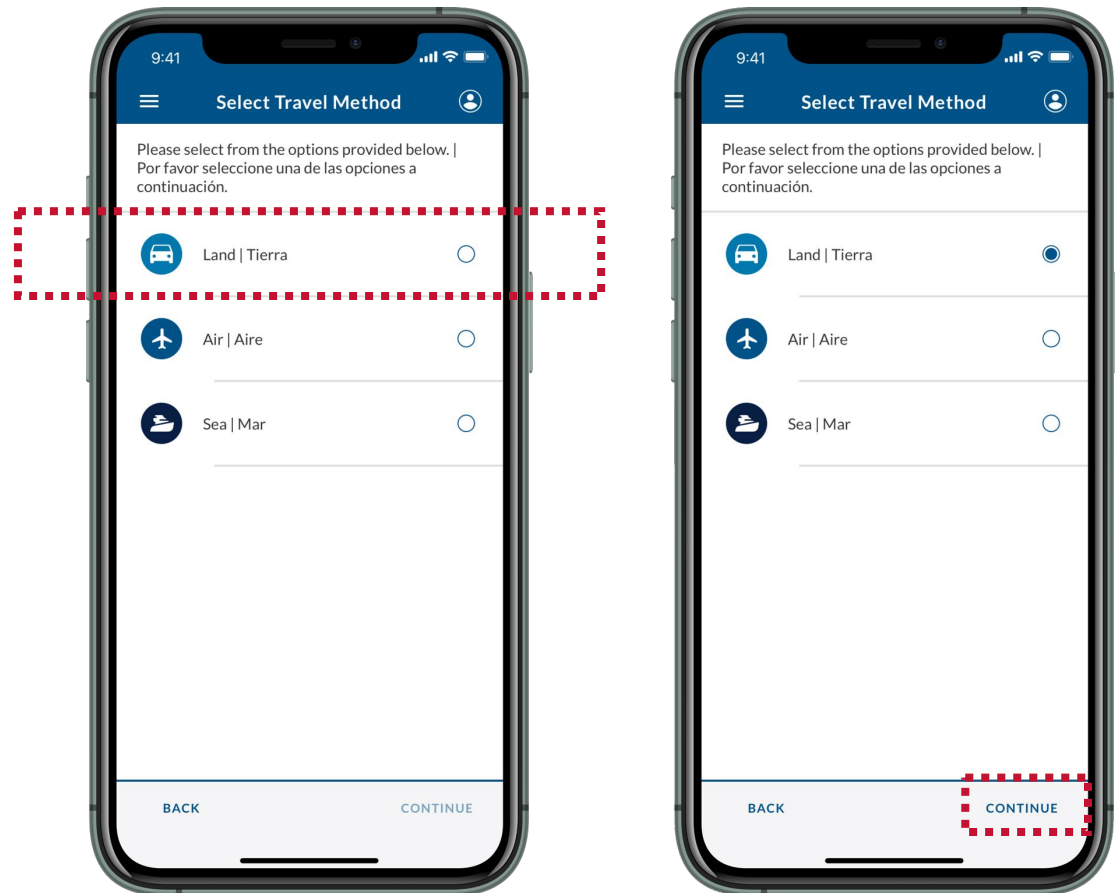 9:41
Select Travel Method
Please select from the options provided below. |
Por favor seleccione una de las opciones a
continuación.
Land | Tierra
Air | Aire
Sea | Mar
BACK
CONTINUE
9:41
Select Travel Method
Please select from the options provided below. |
Por favor seleccione una de las opciones a
continuación.
Land | Tierra
Air | Aire
Sea | Mar
BACK
CONTINUE